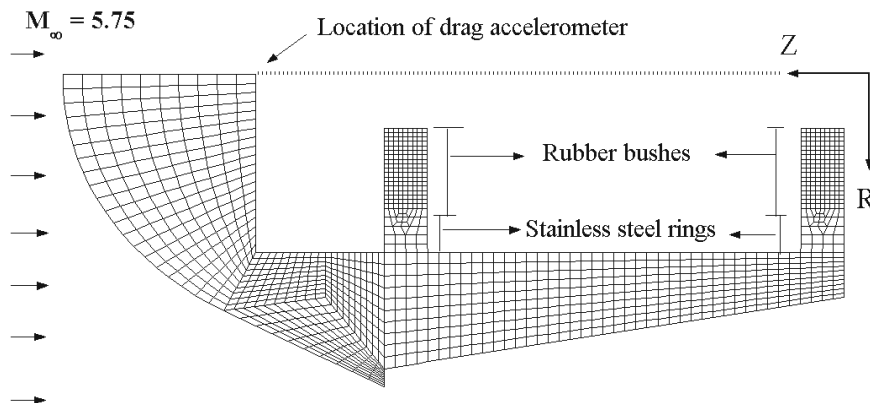 M∞ = 5.75
Location of drag accelerometer
Z
Rubber bushes
R
Stainless steel rings